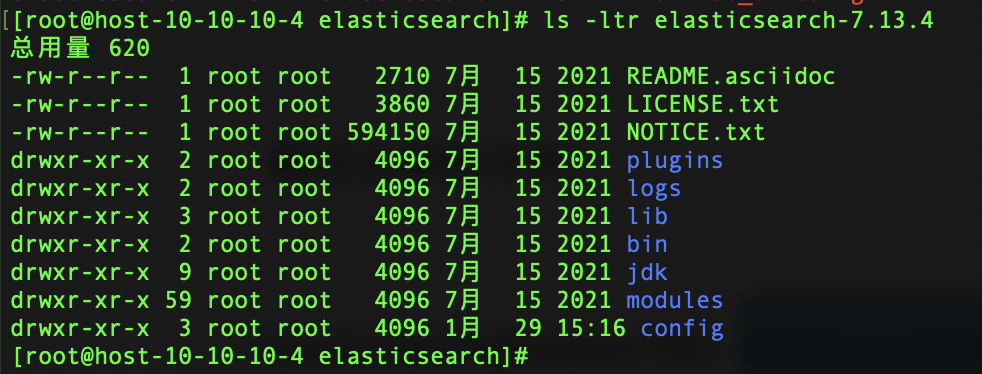 [[root@host-10-10-10-4 elasticsearch]# ls -ltr elasticsearch-7.13.4
总用量 620
-rw-r--r--  1 root root   2710 7月   15 2021 README.asciidoc
-rw-r--r--  1 root root   3860 7月   15 2021 LICENSE.txt
-rw-r--r--  1 root root 594150 7月   15 2021 NOTICE.txt
drwxr-xr-x  2 root root   4096 7月   15 2021 plugins
drwxr-xr-x  2 root root   4096 7月   15 2021 logs
drwxr-xr-x  3 root root   4096 7月   15 2021 lib
drwxr-xr-x  2 root root   4096 7月   15 2021 bin
drwxr-xr-x  9 root root   4096 7月   15 2021 jdk
drwxr-xr-x 59 root root   4096 7月   15 2021 modules
drwxr-xr-x  3 root root   4096 1月   29 15:16 config
[root@host-10-10-10-4 elasticsearch]#